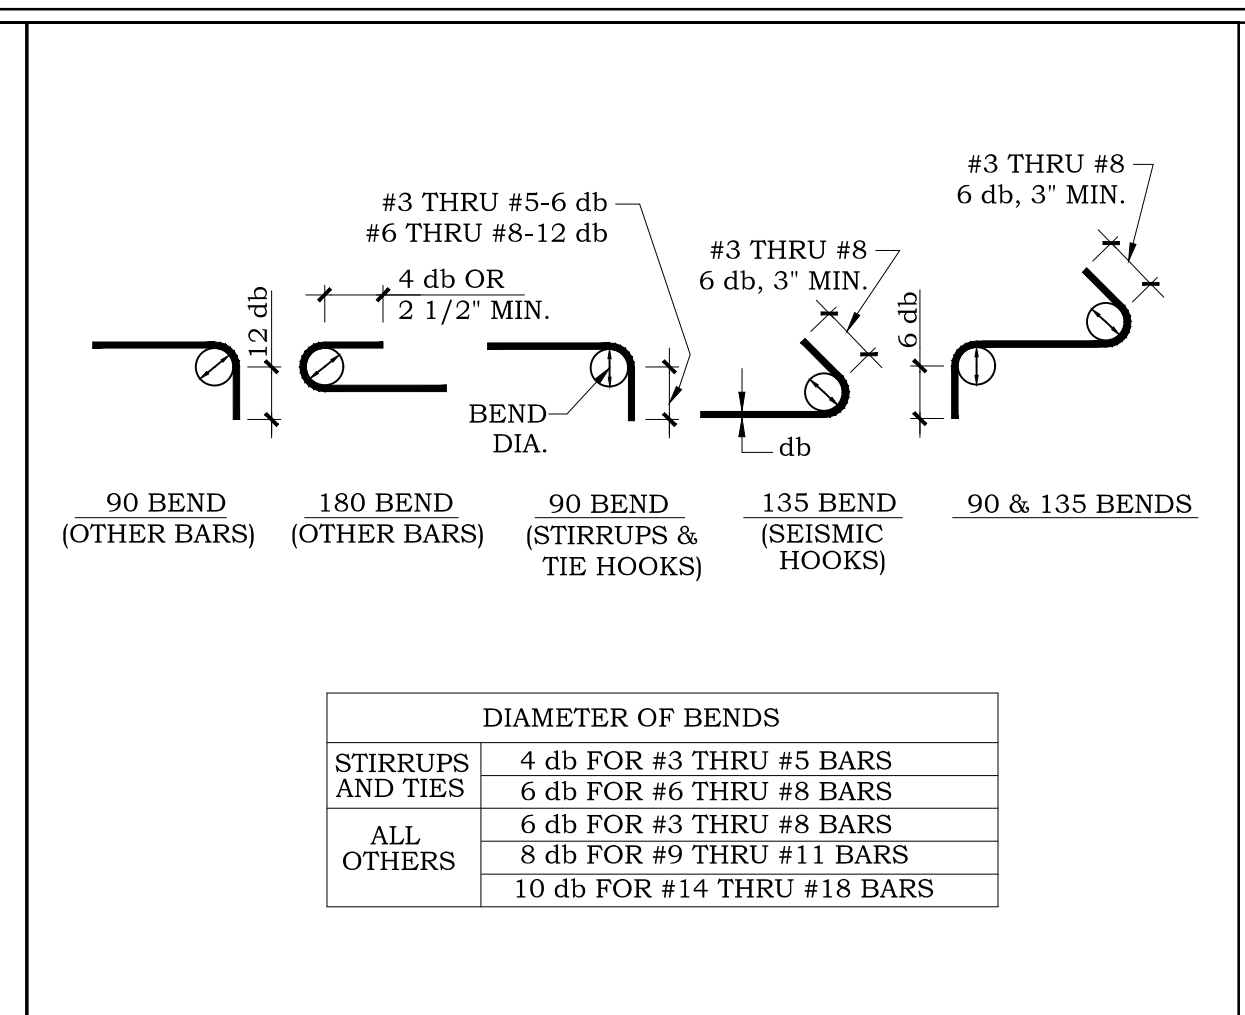 #3 THRU #8
6 db, 3" MIN.
#3 THRU #5-6 db
#6 THRU #8-12 db
#3 THRU #8
6 db, 3" MIN.
4 db OR
2 1/2" MIN.
12 db
6 db
BEND
DIA.
db
90 BEND
(OTHER BARS)
180 BEND
(OTHER BARS)
90 BEND
(STIRRUPS &
TIE HOOKS)
135 BEND
(SEISMIC
HOOKS)
90 & 135 BENDS
DIAMETER OF BENDS
STIRRUPS
AND TIES
4 db FOR #3 THRU #5 BARS
6 db FOR #6 THRU #8 BARS
ALL
OTHERS
6 db FOR #3 THRU #8 BARS
8 db FOR #9 THRU #11 BARS
10 db FOR #14 THRU #18 BARS